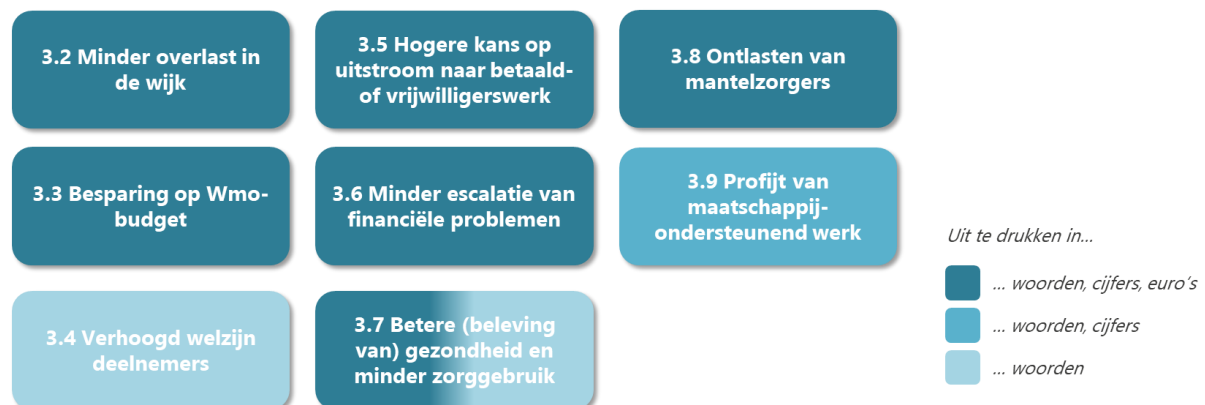 3.2 Minder overlast in
de wijk
3.5 Hogere kans op
uitstroom naar betaald-
of vrijwilligerswerk
3.8 Ontlasten van
mantelzorgers
3.3 Besparing op Wmo-
budget
3.6 Minder escalatie van
financiële problemen
3.9 Profijt van
maatschappij-
ondersteunend werk
3.4 Verhoogd welzijn
deelnemers
3.7 Betere (beleving
van) gezondheid en
minder zorggebruik
Uit te drukken in...
... woorden, cijfers, euro's
... woorden, cijfers
... woorden